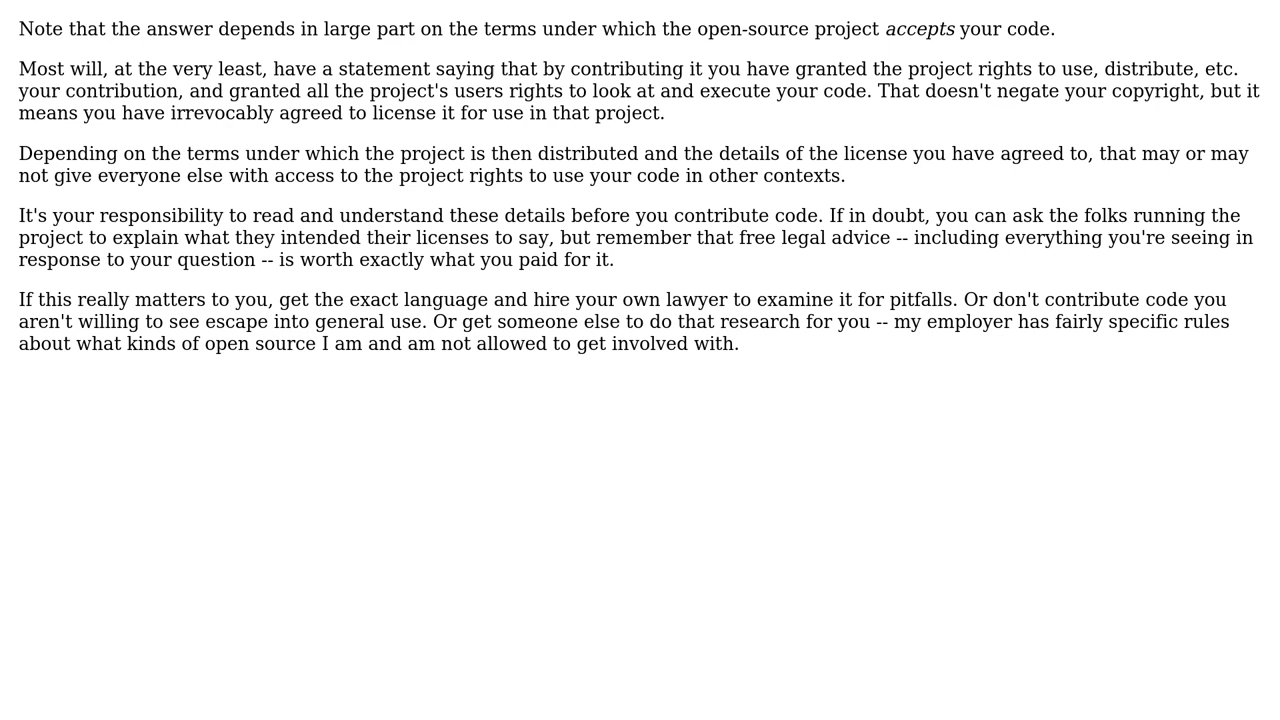 Note that the answer depends in large part on the terms under which the open-source project accepts your code.
Most will, at the very least, have a statement saying that by contributing it you have granted the project rights to use, distribute, etc.
your contribution, and granted all the project's users rights to look at and execute your code. That doesn't negate your copyright, but it
means you have irrevocably agreed to license it for use in that project.
Depending on the terms under which the project is then distributed and the details of the license you have agreed to, that may or may
not give everyone else with access to the project rights to use your code in other contexts.
It's your responsibility to read and understand these details before you contribute code. If in doubt, you can ask the folks running the
project to explain what they intended their licenses to say, but remember that free legal advice -- including everything you're seeing in
response to your question -- is worth exactly what you paid for it.
If this really matters to you, get the exact language and hire your own lawyer to examine it for pitfalls. Or don't contribute code you
aren't willing to see escape into general use. Or get someone else to do that research for you -- my employer has fairly specific rules
about what kinds of open source I am and am not allowed to get involved with.